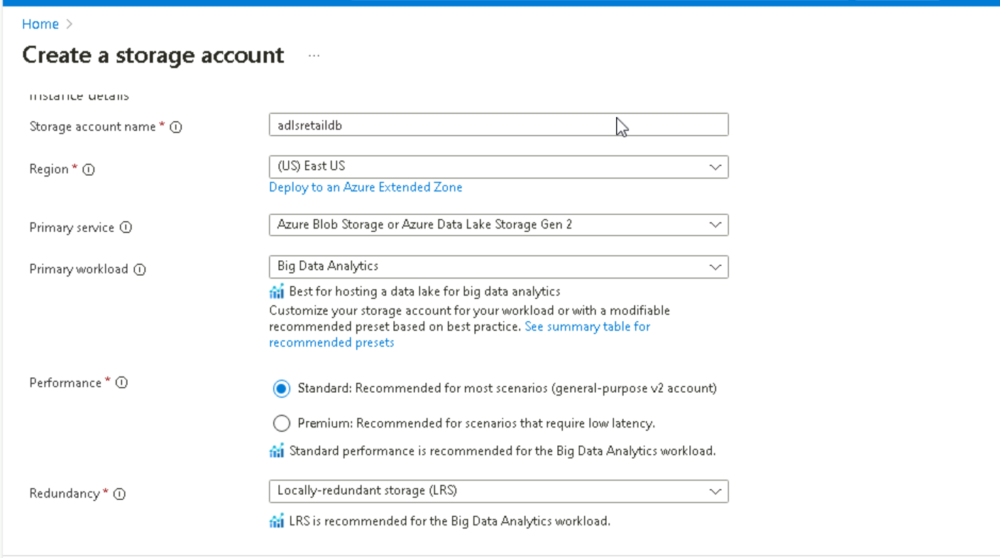 Home >
Create a storage account ...
Instance details
Storage account name *
adlsretaildb
Region *
(US) East US
Deploy to an Azure Extended Zone
Primary service
Azure Blob Storage or Azure Data Lake Storage Gen 2
Primary workload
Big Data Analytics
Best for hosting a data lake for big data analytics
Customize your storage account for your workload or with a modifiable
recommended preset based on best practice. See summary table for
recommended presets
Performance *
Standard: Recommended for most scenarios (general-purpose v2 account)
Premium: Recommended for scenarios that require low latency.
Standard performance is recommended for the Big Data Analytics workload.
Redundancy *
Locally-redundant storage (LRS)
LRS is recommended for the Big Data Analytics workload.